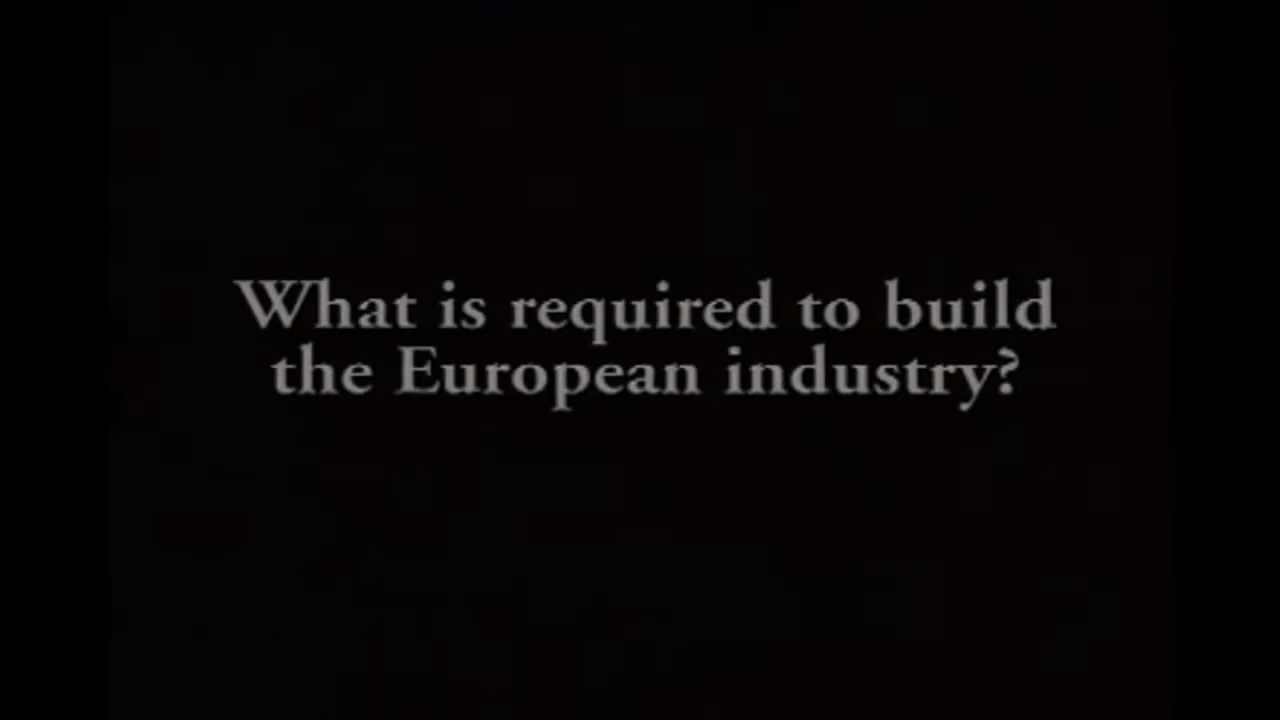 What is required to build
the European industry?